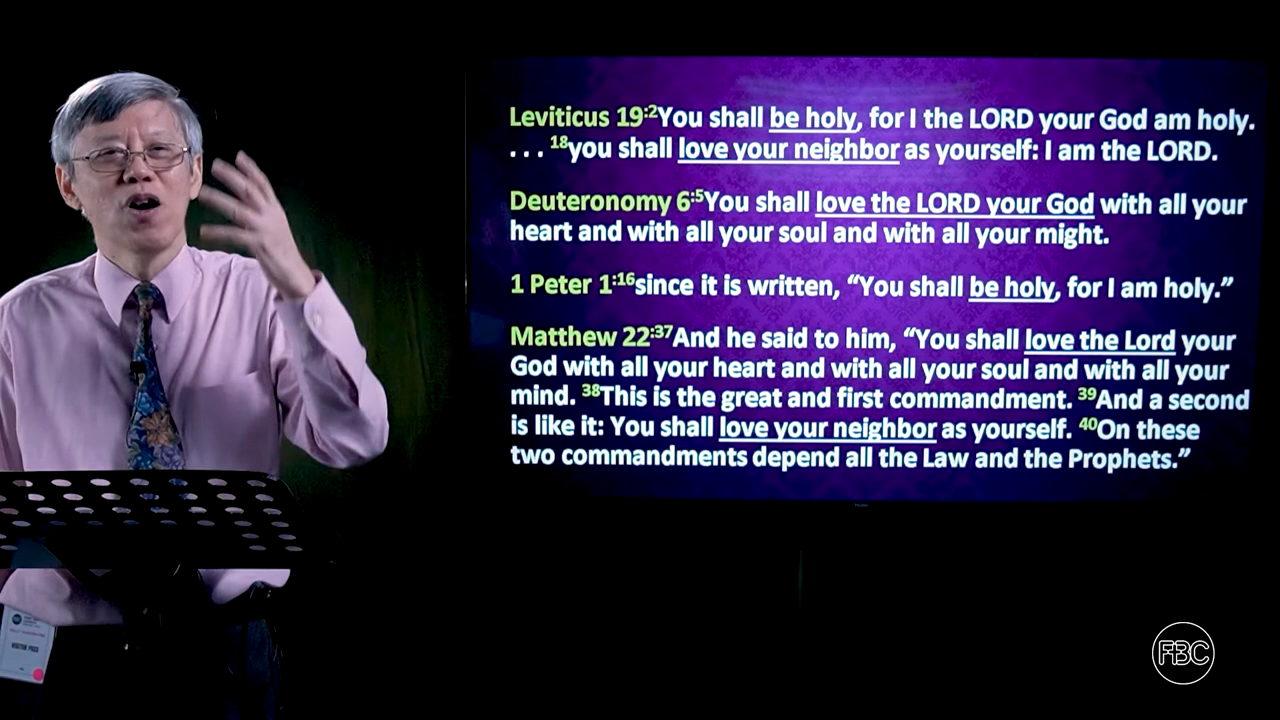 Leviticus 19:2You shall be holy, for I the LORD your God am holy.
. . . 18you shall love your neighbor as yourself: I am the LORD.
Deuteronomy 6:5You shall love the LORD your God with all your
heart and with all your soul and with all your might.
1 Peter 1:16since it is written, “You shall be holy, for I am holy.”
Matthew 22:37And he said to him, “You shall love the Lord your
God with all your heart and with all your soul and with all your
mind. 38This is the great and first commandment. 39And a second
is like it: You shall love your neighbor as yourself. 40On these
two commandments depend all the Law and the Prophets.”
VISITOR PASS
FBC